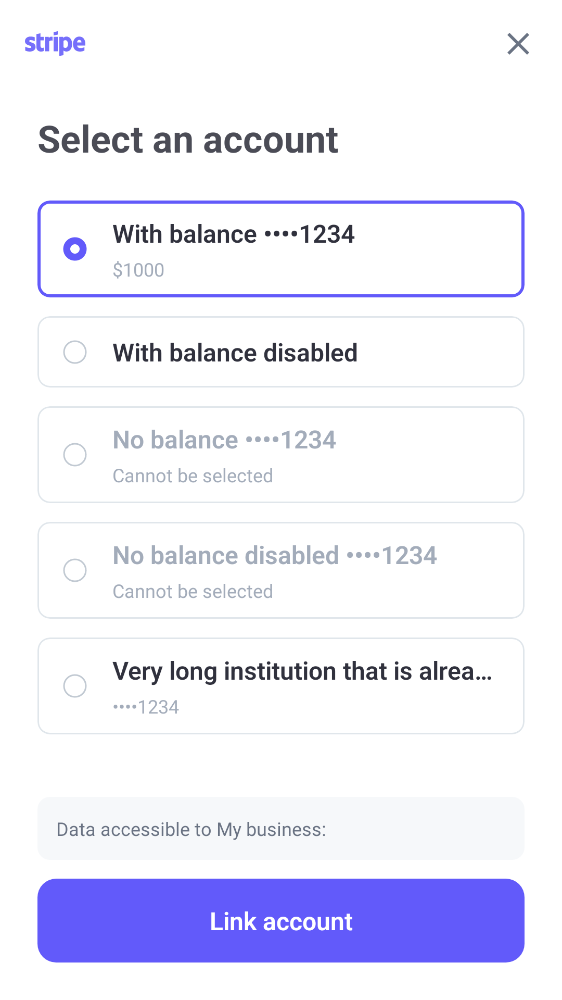 stripe
Select an account
With balance ••••1234
$1000
With balance disabled
No balance ••••1234
Cannot be selected
No balance disabled ••••1234
Cannot be selected
Very long institution that is alrea...
••••1234
Data accessible to My business:
Link account